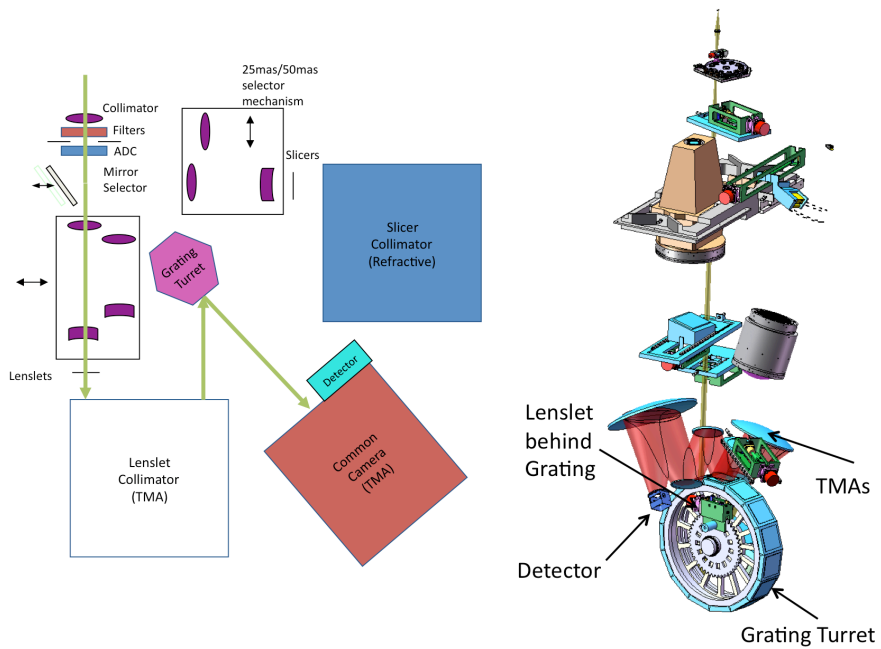 25mas/50mas
selector
mechanism
Collimator
Filters
ADC
Mirror
Selector
Slicers
Slicer
Collimator
(Refractive)
Grating
Turret
Lenslets
Detector
Lenslet
Collimator
(TMA)
Common
Camera
(TMA)
Lenslet
behind
Grating
TMAs
Detector
Grating Turret